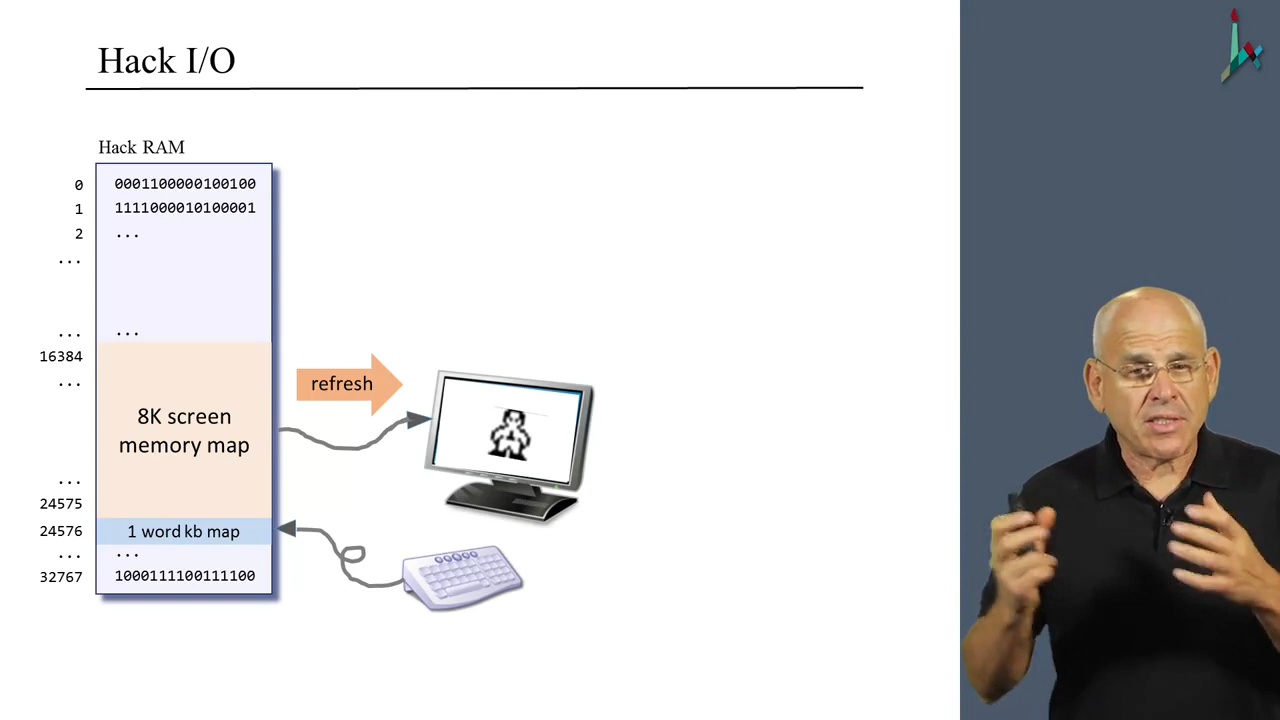 Hack I/O
Hack RAM
0 0001100000100100
1 1111000010100001
2 ...
...
... ...
16384
...
refresh
8K screen
memory map
...
24575
24576 1 word kb map
... ...
32767 1000111100111100